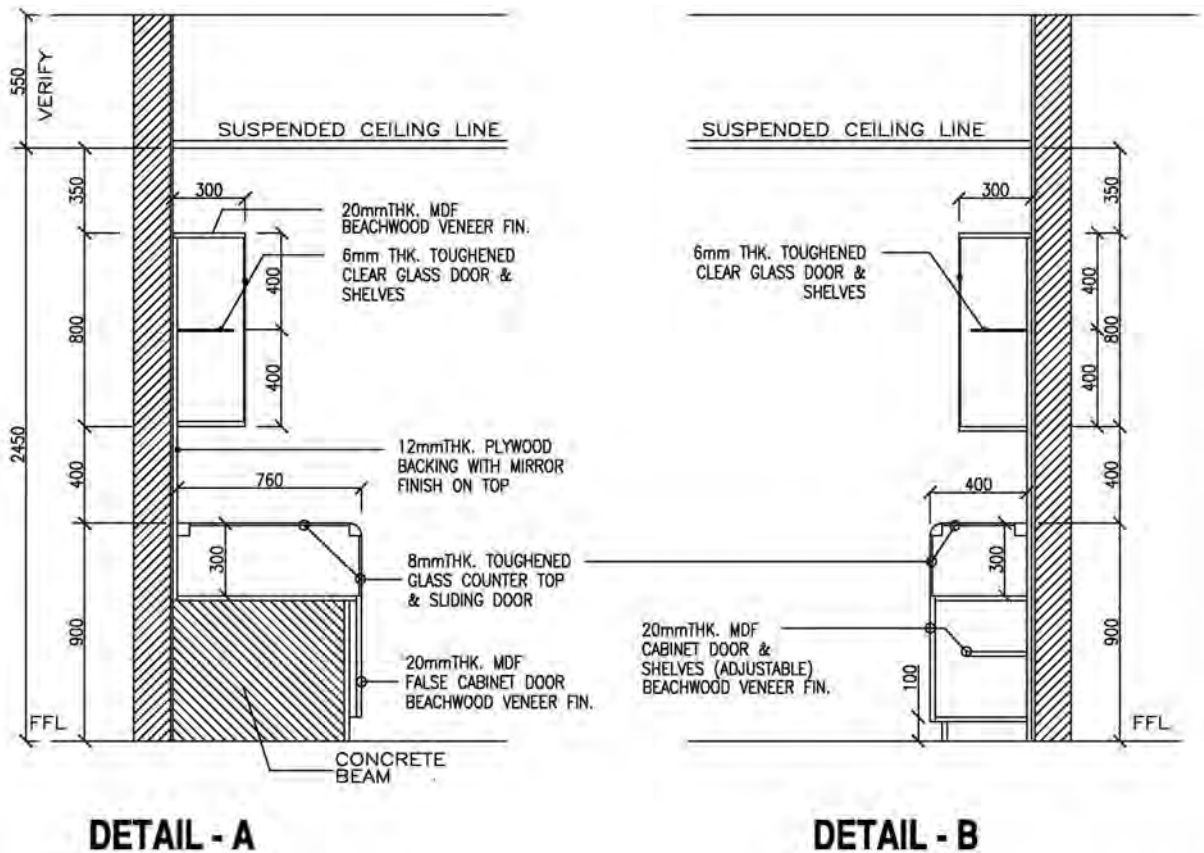 550
VERIFY
SUSPENDED CEILING LINE
350
300
20mmTHK. MDF
BEACHWOOD VENEER FIN.
6mm THK. TOUGHENED
CLEAR GLASS DOOR &
SHELVES
400
800
400
2450
12mmTHK. PLYWOOD
BACKING WITH MIRROR
FINISH ON TOP
400
760
300
8mmTHK. TOUGHENED
GLASS COUNTER TOP
& SLIDING DOOR
900
20mmTHK. MDF
FALSE CABINET DOOR
BEACHWOOD VENEER FIN.
FFL
CONCRETE
BEAM
DETAIL - A
SUSPENDED CEILING LINE
300
350
6mm THK. TOUGHENED
CLEAR GLASS DOOR &
SHELVES
400
800
400
400
400
300
20mmTHK. MDF
CABINET DOOR &
SHELVES (ADJUSTABLE)
BEACHWOOD VENEER FIN.
900
100
FFL
DETAIL - B